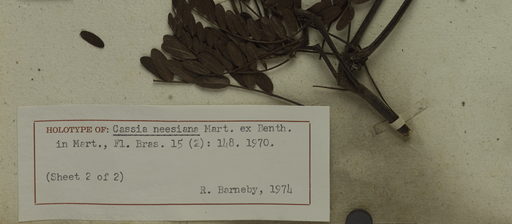 HOLOTYPE OF: Cassia neesiana Mart. ex Benth.
in Mart., Fl. Bras. 15 (2): 148. 1970.
(Sheet 2 of 2)
R. Barneby, 1974